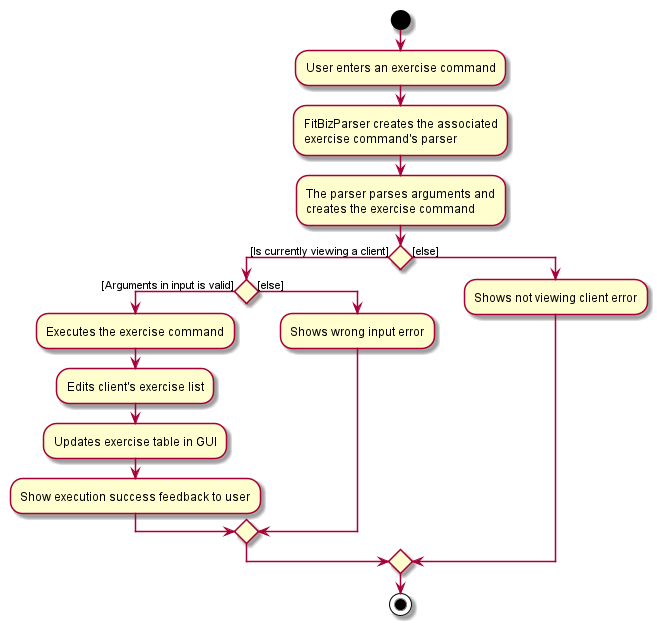 User enters an exercise command
FitBizParser creates the associated
exercise command's parser
The parser parses arguments and
creates the exercise command
[Is currently viewing a client]
[else]
[Arguments in input is valid]
[else]
Shows not viewing client error
Executes the exercise command
Shows wrong input error
Edits client's exercise list
Updates exercise table in GUI
Show execution success feedback to user